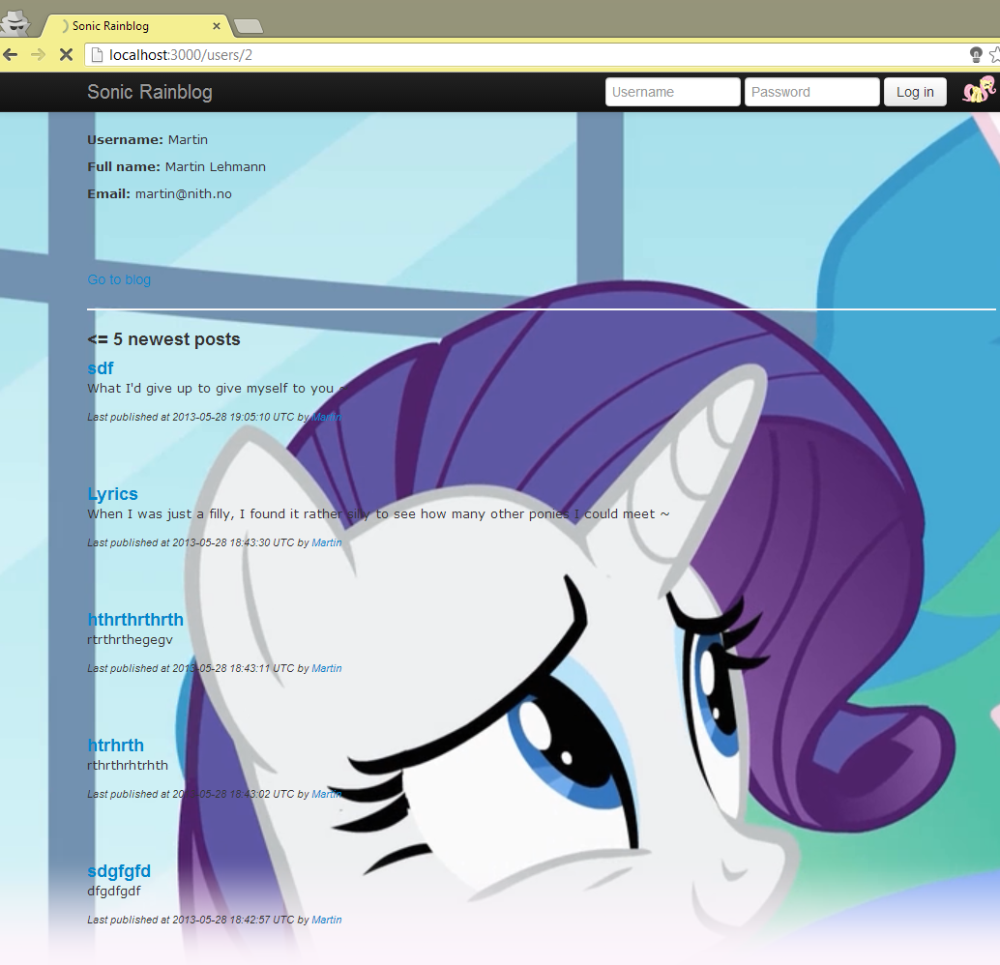 Sonic Rainblog
localhost:3000/users/2
Sonic Rainblog Username Password Log in
Username: Martin
Full name: Martin Lehmann
Email: martin@nith.no
Go to blog
<= 5 newest posts
sdf
What I'd give up to give myself to you ~
Last published at 2013-05-28 19:05:10 UTC by Martin
Lyrics
When I was just a filly, I found it rather silly to see how many other ponies I could meet ~
Last published at 2013-05-28 18:43:30 UTC by Martin
hthrthrthrth
rtrthrthegegv
Last published at 2013-05-28 18:43:11 UTC by Martin
htrhrth
rthrthrhtrhth
Last published at 2013-05-28 18:43:02 UTC by Martin
sdgfgfd
dfgdfgdf
Last published at 2013-05-28 18:42:57 UTC by Martin